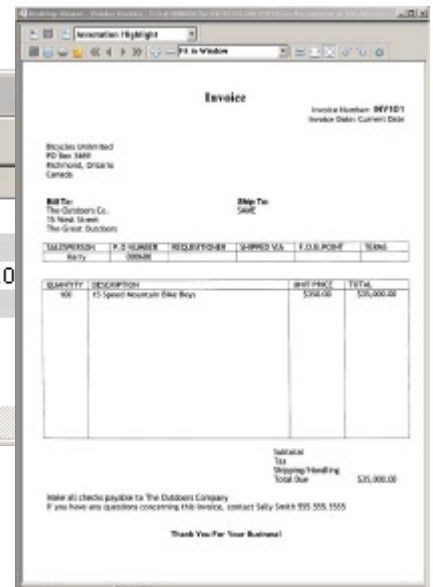 Annotation Highlight
Fit in Window
Invoice
Invoice Number: INV101
Invoice Date: Current Date
Bicycles Unlimited
PO Box 3469
Richmond, Ontario
Canada
Bill To: Ship To:
The Outdoors Co. SAME
15 West Street
The Great Outdoors
SALESPERSON P.O NUMBER REQUISITIONER SHIPPED VIA F.O.B.POINT TERMS
Harry
QUANTITY DESCRIPTION UNIT PRICE TOTAL
100 15 Speed Mountain Bike Boys $350.00 $35,000.00
Subtotal
Tax
Shipping/Handling
Total Due $35,000.00
Make all checks payable to The Outdoors Company
If you have any questions concerning this invoice, contact Sally Smith 555.555.5555
Thank You For Your Business!